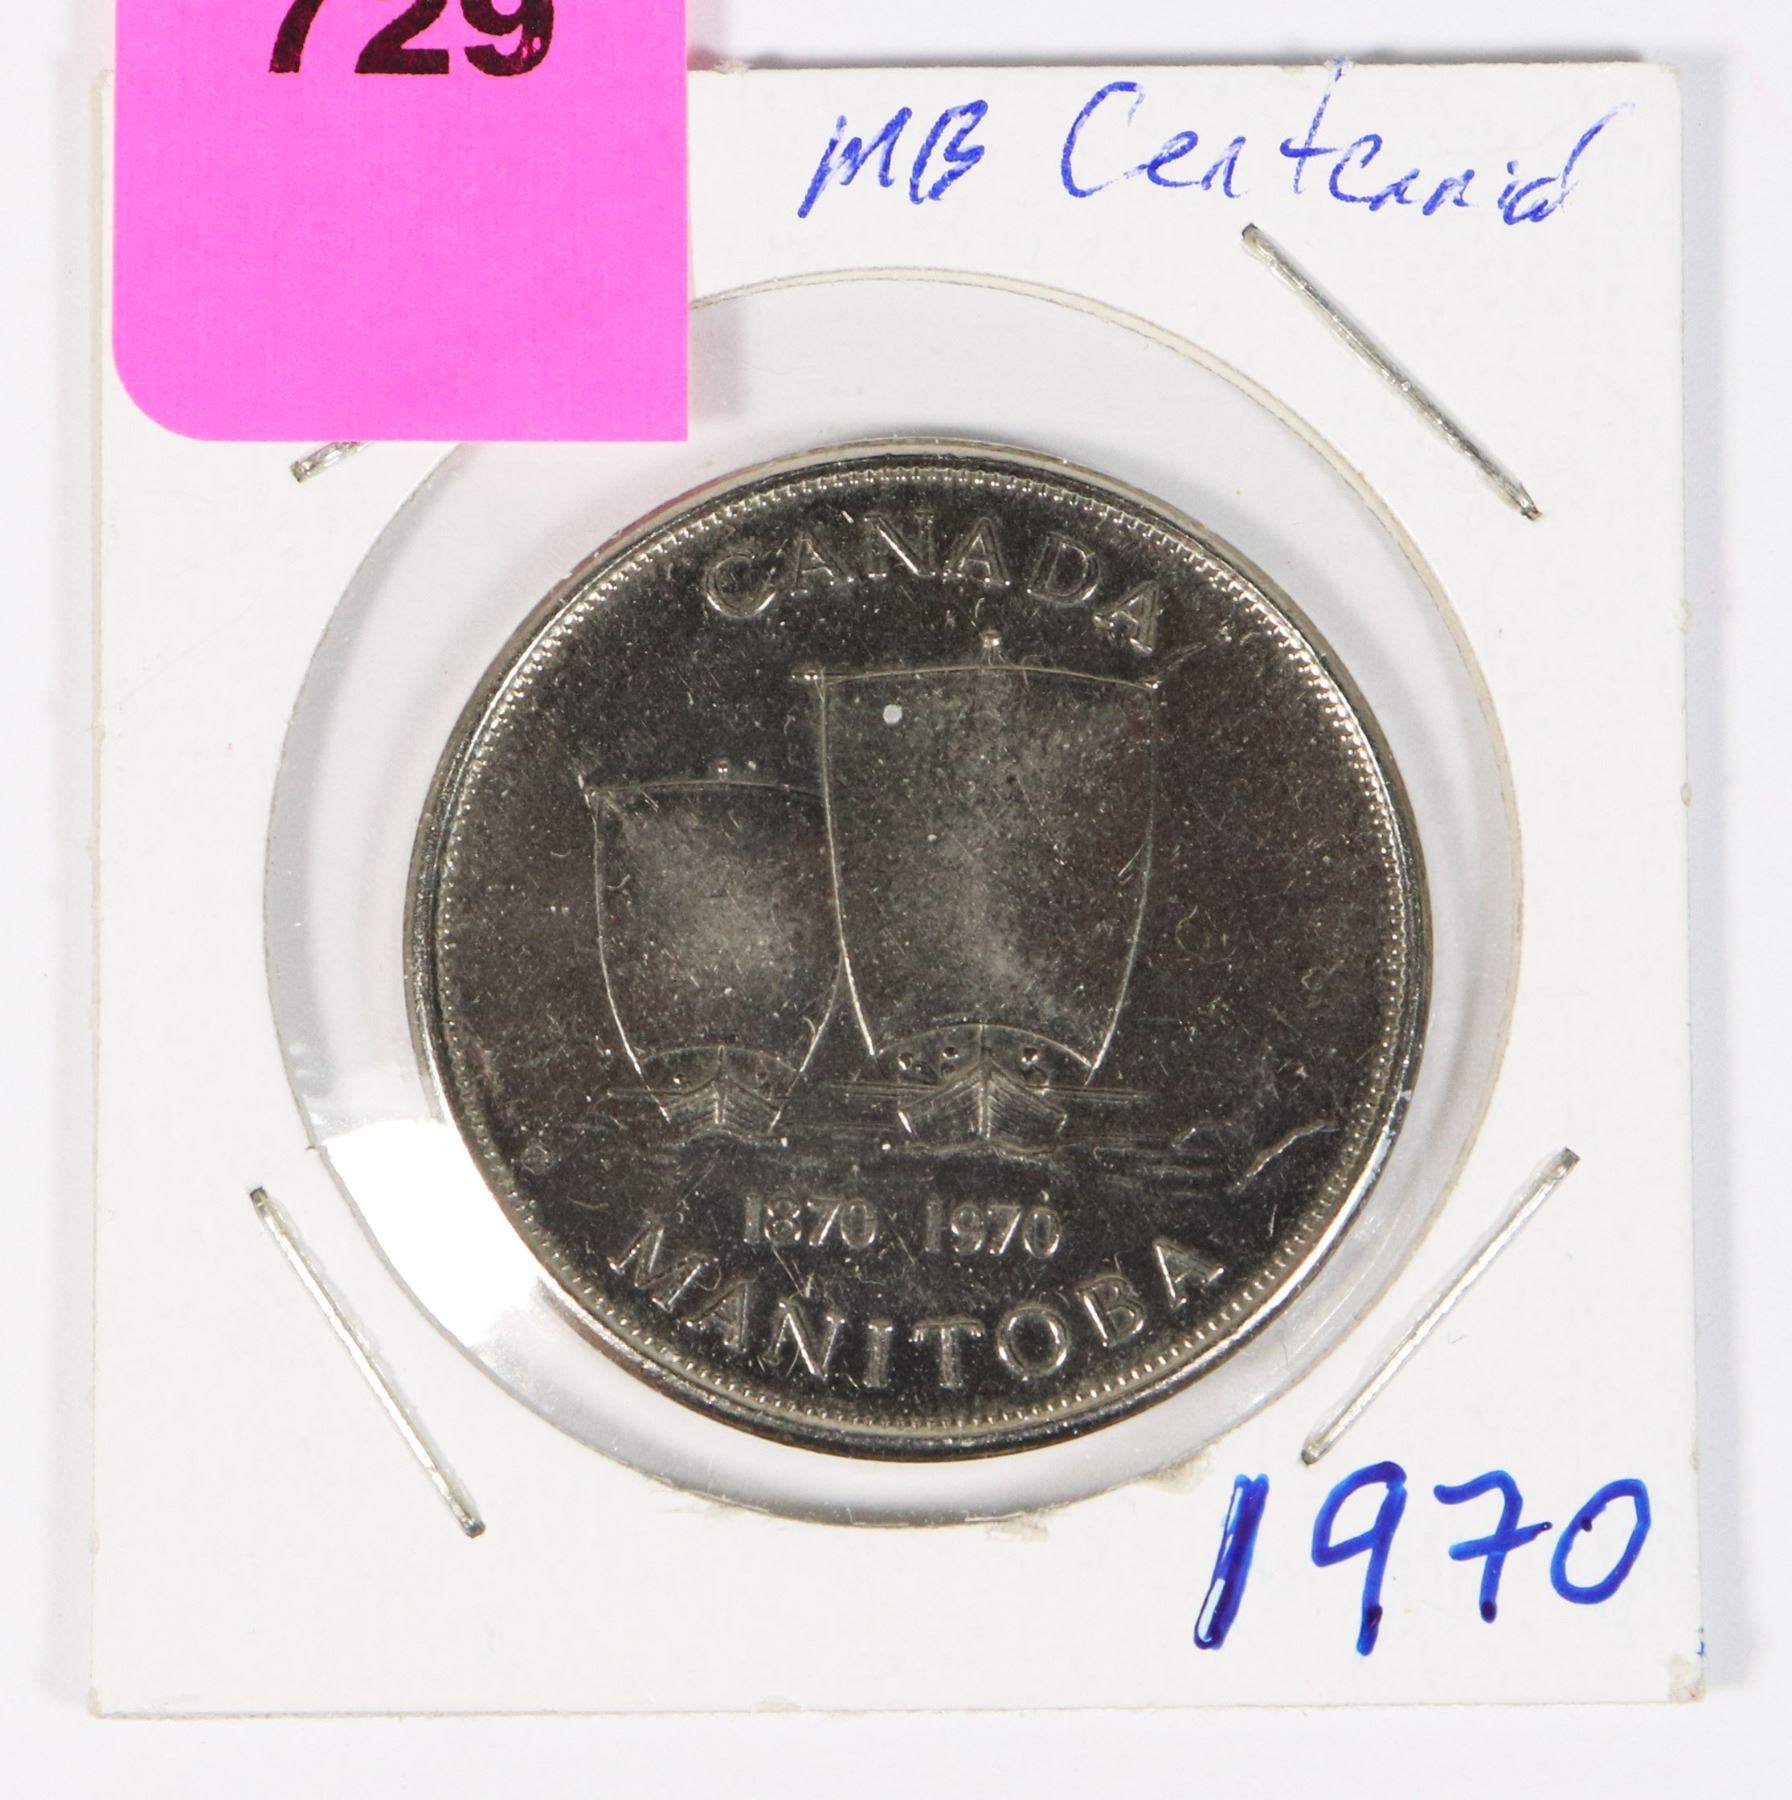 729
MB Centennial
CANADA
1870 1970
MANITOBA
1970